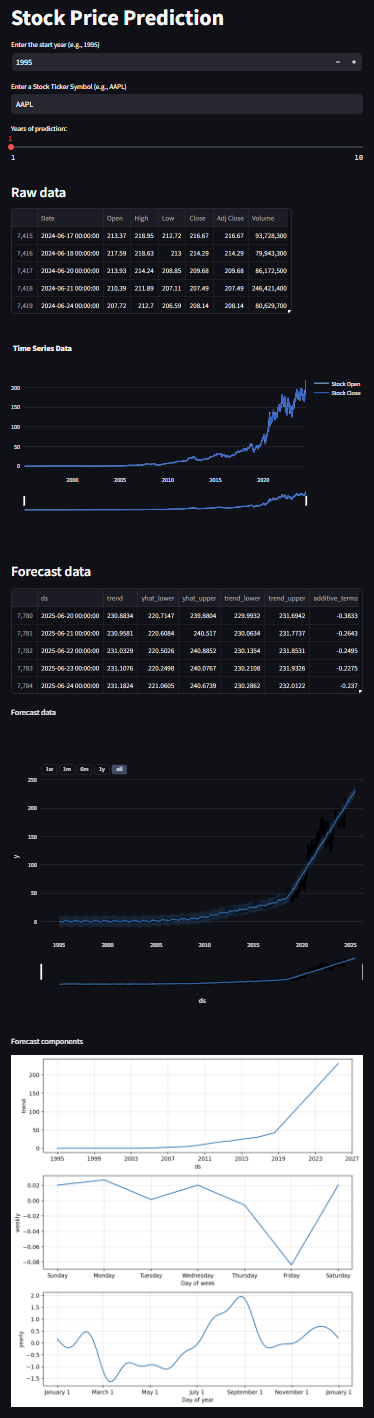 Stock Price Prediction
Enter the start year (e.g., 1995)
1995 − +
Enter a Stock Ticker Symbol (e.g., AAPL)
AAPL
Years of prediction:
1
1 10
Raw data
Date Open High Low Close Adj Close Volume
7,415 2024-06-17 00:00:00 213.37 218.95 212.72 216.67 216.67 93,728,300
7,416 2024-06-18 00:00:00 217.59 218.63 213 214.29 214.29 79,943,300
7,417 2024-06-20 00:00:00 213.93 214.24 208.85 209.68 209.68 86,172,500
7,418 2024-06-21 00:00:00 210.39 211.89 207.11 207.49 207.49 246,421,400
7,419 2024-06-24 00:00:00 207.72 212.7 206.59 208.14 208.14 80,629,700
Time Series Data
Stock Open
Stock Close
200
150
100
50
0
2000 2005 2010 2015 2020
Forecast data
ds trend yhat_lower yhat_upper trend_lower trend_upper additive_terms
7,780 2025-06-20 00:00:00 230.8834 220.7147 239.8804 229.9932 231.6942 -0.3833
7,781 2025-06-21 00:00:00 230.9581 220.6084 240.517 230.0634 231.7737 -0.2643
7,782 2025-06-22 00:00:00 231.0329 220.5026 240.8852 230.1354 231.8531 -0.2495
7,783 2025-06-23 00:00:00 231.1076 220.2498 240.0767 230.2108 231.9326 -0.2275
7,784 2025-06-24 00:00:00 231.1824 221.0605 240.6739 230.2862 232.0122 -0.237
Forecast data
1w 1m 6m 1y all
250
200
150
100
50
0
y
1995 2000 2005 2010 2015 2020 2025
ds
Forecast components
200
150
100
50
0
trend
1995 1999 2003 2007 2011 2015 2019 2023 2027
ds
0.02
0.00
−0.02
−0.04
−0.06
−0.08
weekly
Sunday Monday Tuesday Wednesday Thursday Friday Saturday
Day of week
2.0
1.5
1.0
0.5
0.0
−0.5
−1.0
−1.5
yearly
January 1 March 1 May 1 July 1 September 1 November 1 January 1
Day of year